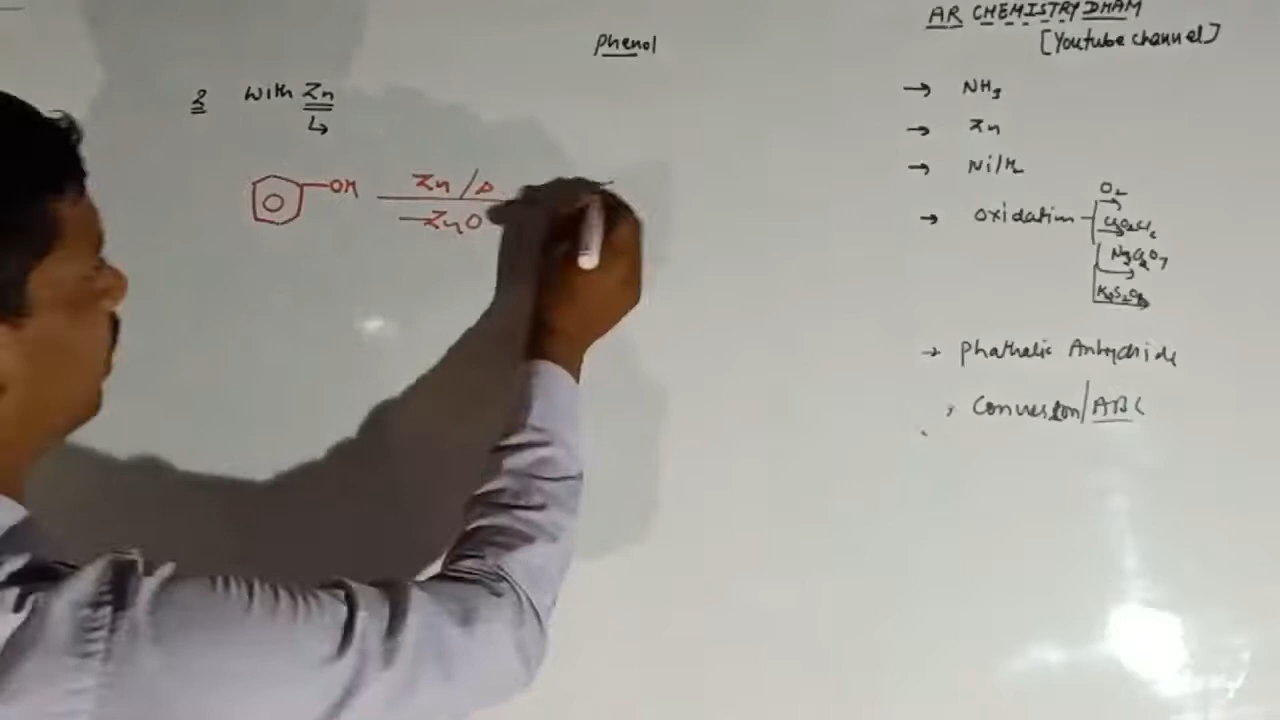 AR CHEMISTRY DHAM
[Youtube channel]
Phenol
2 with Zn
OH Zn/Δ
-ZnO
→ NH3
→ Zn
→ Ni/H2
→ oxidation
O2
CrO2Cl2
Na2Cr2O7
K2S2O8
→ Phathalic Anhydride
Conversion/ABC